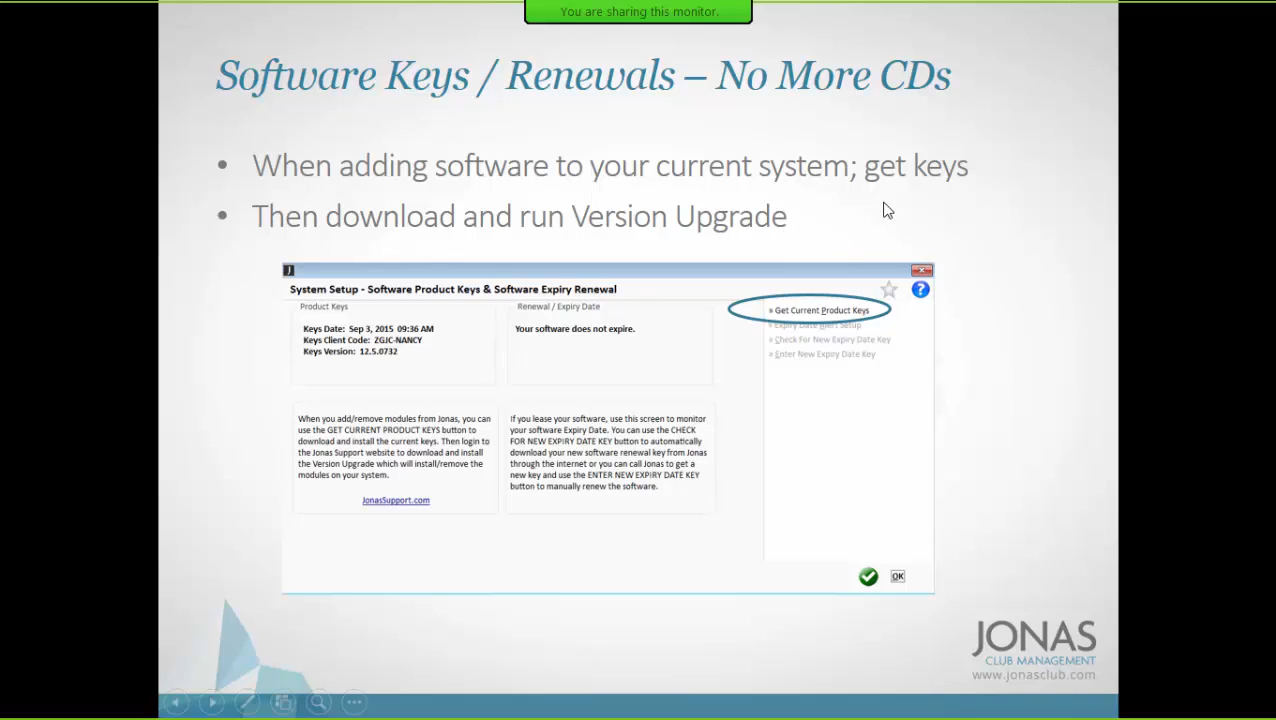 You are sharing this monitor.
Software Keys / Renewals – No More CDs
• When adding software to your current system; get keys
• Then download and run Version Upgrade
J
System Setup - Software Product Keys & Software Expiry Renewal
?
Product Keys
Keys Date: Sep 3, 2015 09:36 AM
Keys Client Code: ZGJC-NANCY
Keys Version: 12.5.0732
Renewal / Expiry Date
Your software does not expire.
» Get Current Product Keys
» Expiry Date Alert Setup
» Check For New Expiry Date Key
» Enter New Expiry Date Key
When you add/remove modules from Jonas, you can
use the GET CURRENT PRODUCT KEYS button to
download and install the current keys. Then login to
the Jonas Support website to download and install
the Version Upgrade which will install/remove the
modules on your system.
JonasSupport.com
If you lease your software, use this screen to monitor
your software Expiry Date. You can use the CHECK
FOR NEW EXPIRY DATE KEY button to automatically
download your new software renewal key from Jonas
through the internet or you can call Jonas to get a
new key and use the ENTER NEW EXPIRY DATE KEY
button to manually renew the software.
OK
JONAS
CLUB MANAGEMENT
www.jonasclub.com